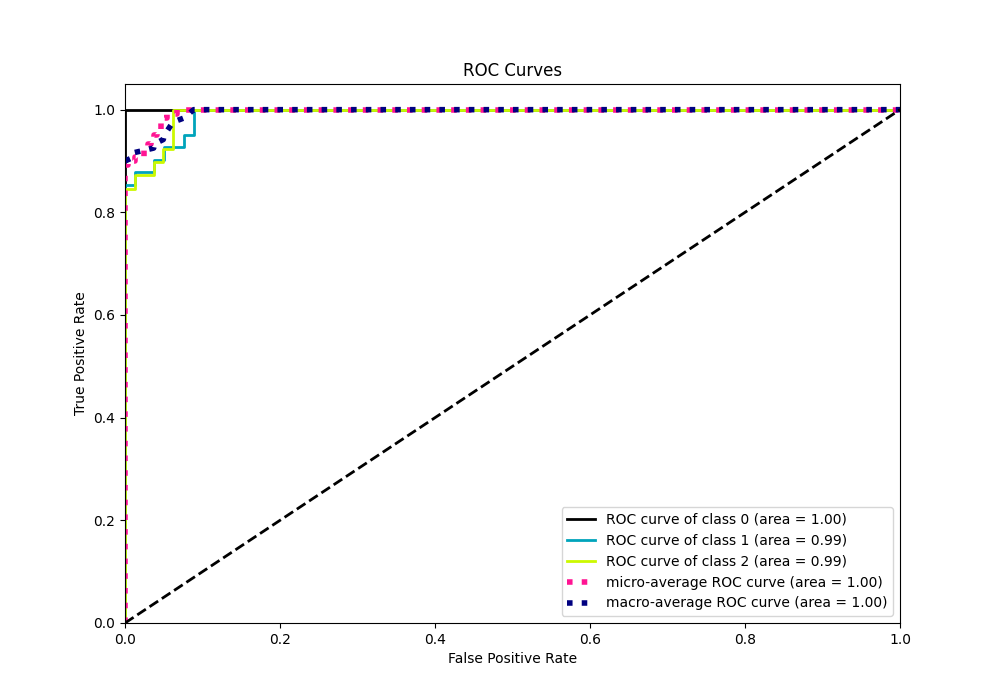 ROC Curves
True Positive Rate
1.0
0.8
0.6
0.4
0.2
0.0
0.0 0.2 0.4 0.6 0.8 1.0
False Positive Rate
ROC curve of class 0 (area = 1.00)
ROC curve of class 1 (area = 0.99)
ROC curve of class 2 (area = 0.99)
micro-average ROC curve (area = 1.00)
macro-average ROC curve (area = 1.00)